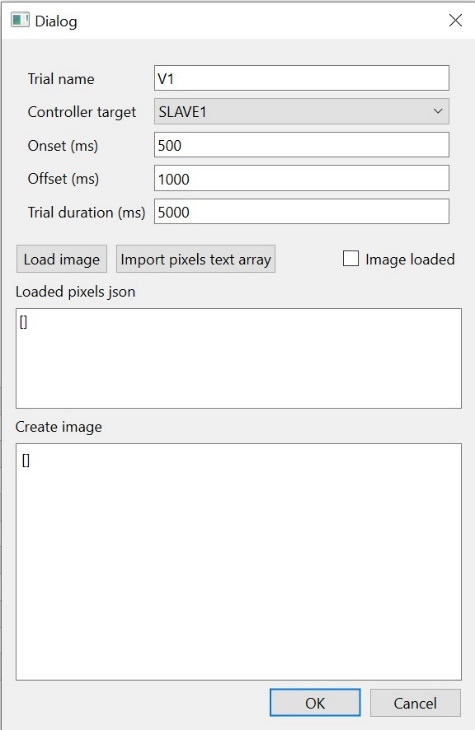 Dialog
Trial name V1
Controller target SLAVE1
Onset (ms) 500
Offset (ms) 1000
Trial duration (ms) 5000
Load image Import pixels text array Image loaded
Loaded pixels json
[]
Create image
[]
OK Cancel